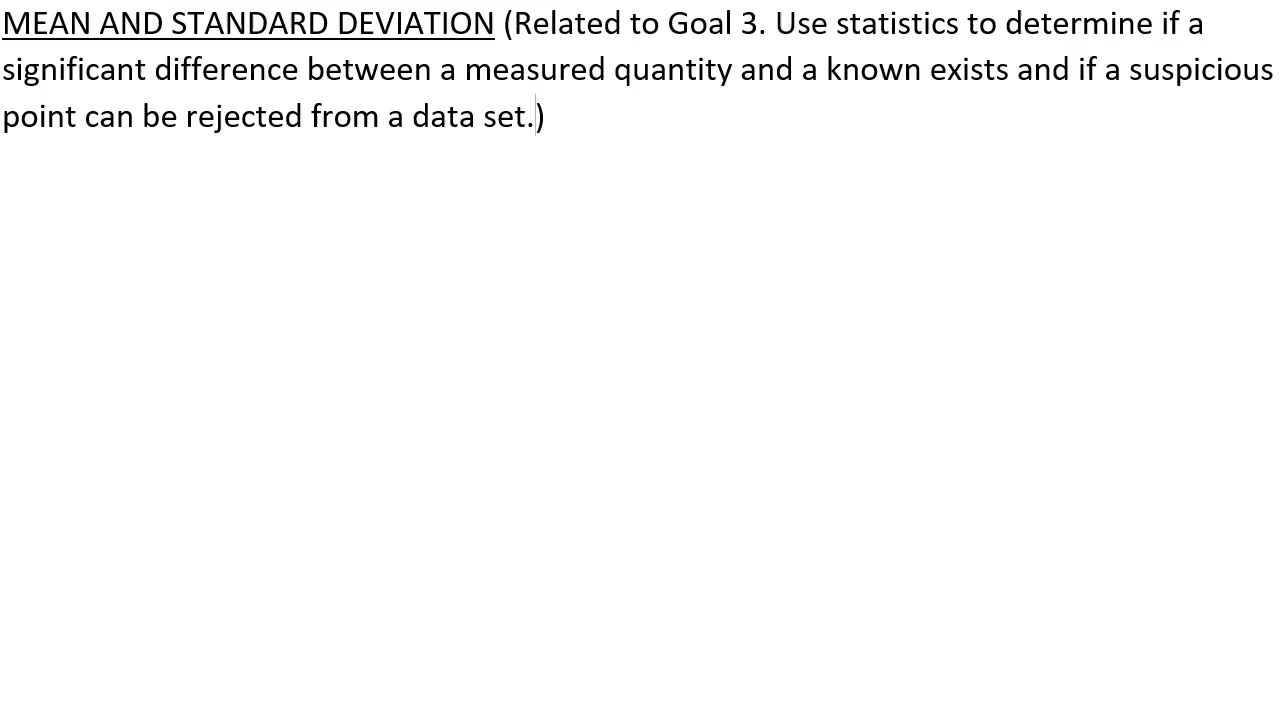 MEAN AND STANDARD DEVIATION (Related to Goal 3. Use statistics to determine if a
significant difference between a measured quantity and a known exists and if a suspicious
point can be rejected from a data set.)